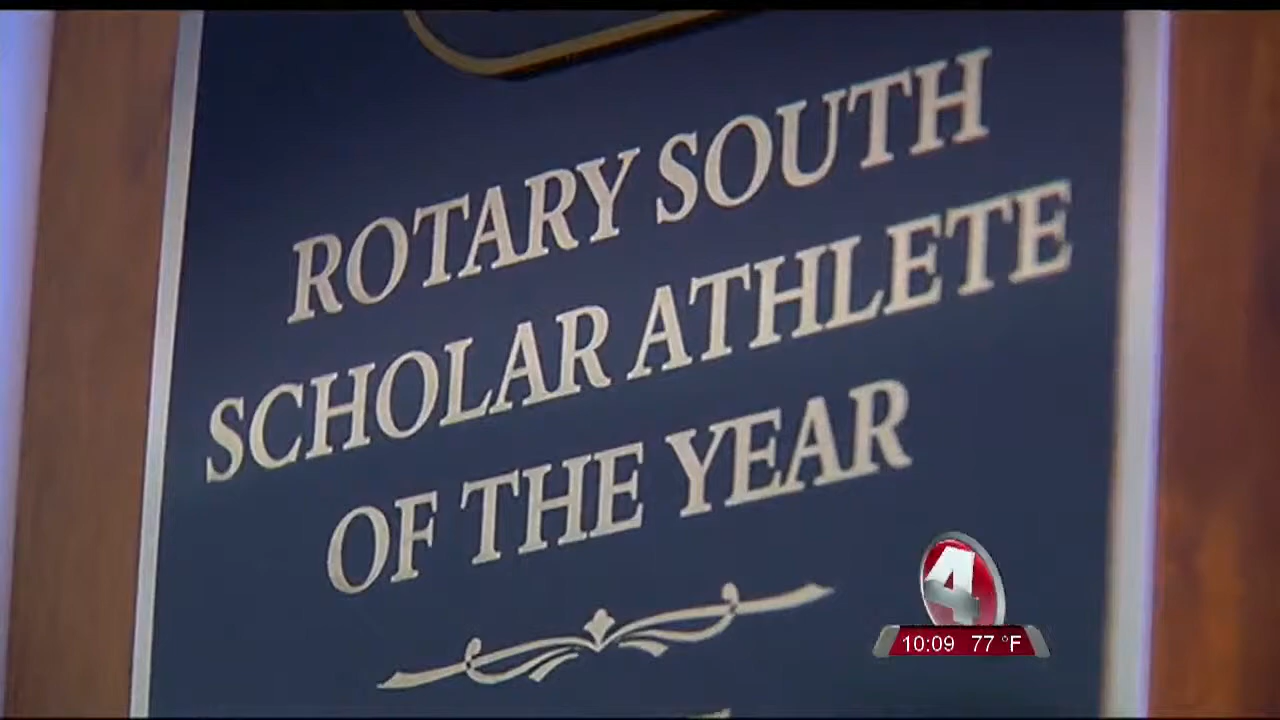 ROTARY SOUTH
SCHOLAR ATHLETE
OF THE YEAR
4
10:09 77 °F